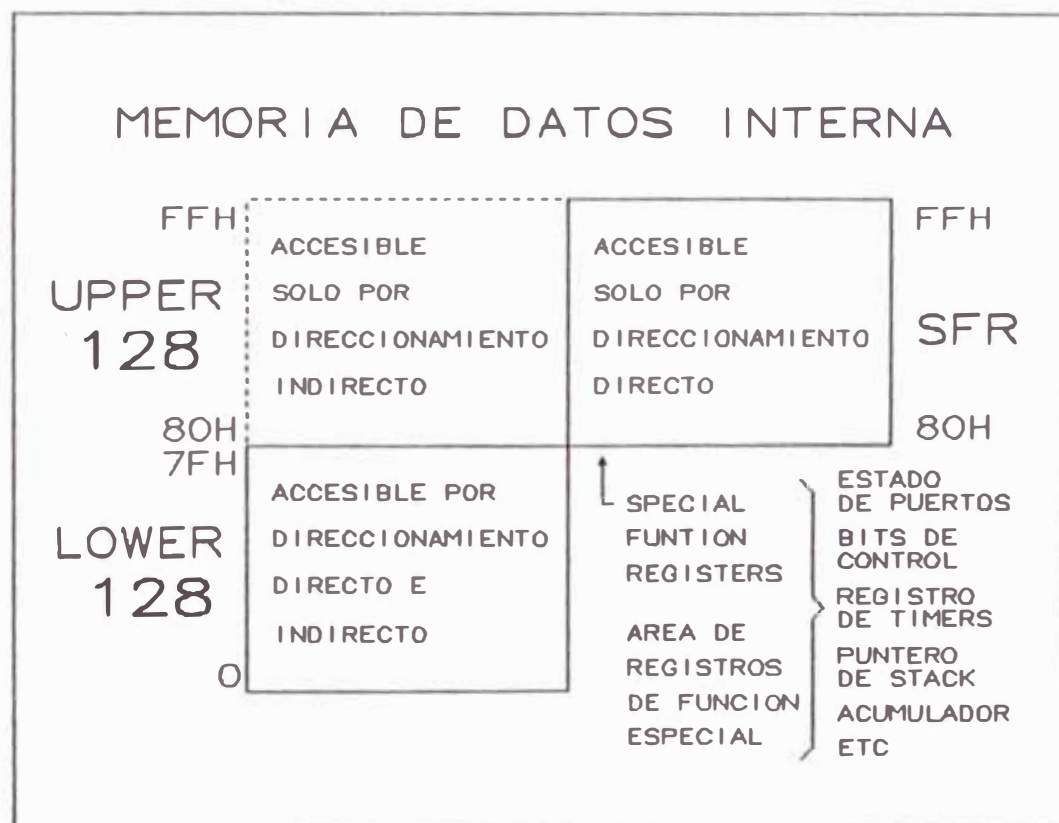 MEMORIA DE DATOS INTERNA
FFH
UPPER
128
80H
ACCESIBLE
SOLO POR
DIRECCIONAMIENTO
INDIRECTO
ACCESIBLE
SOLO POR
DIRECCIONAMIENTO
DIRECTO
FFH
SFR
80H
7FH
LOWER
128
0
ACCESIBLE POR
DIRECCIONAMIENTO
DIRECTO E
INDIRECTO
SPECIAL
FUNTION
REGISTERS
AREA DE
REGISTROS
DE FUNCION
ESPECIAL
ESTADO
DE PUERTOS
BITS DE
CONTROL
REGISTRO
DE TIMERS
PUNTERO
DE STACK
ACUMULADOR
ETC